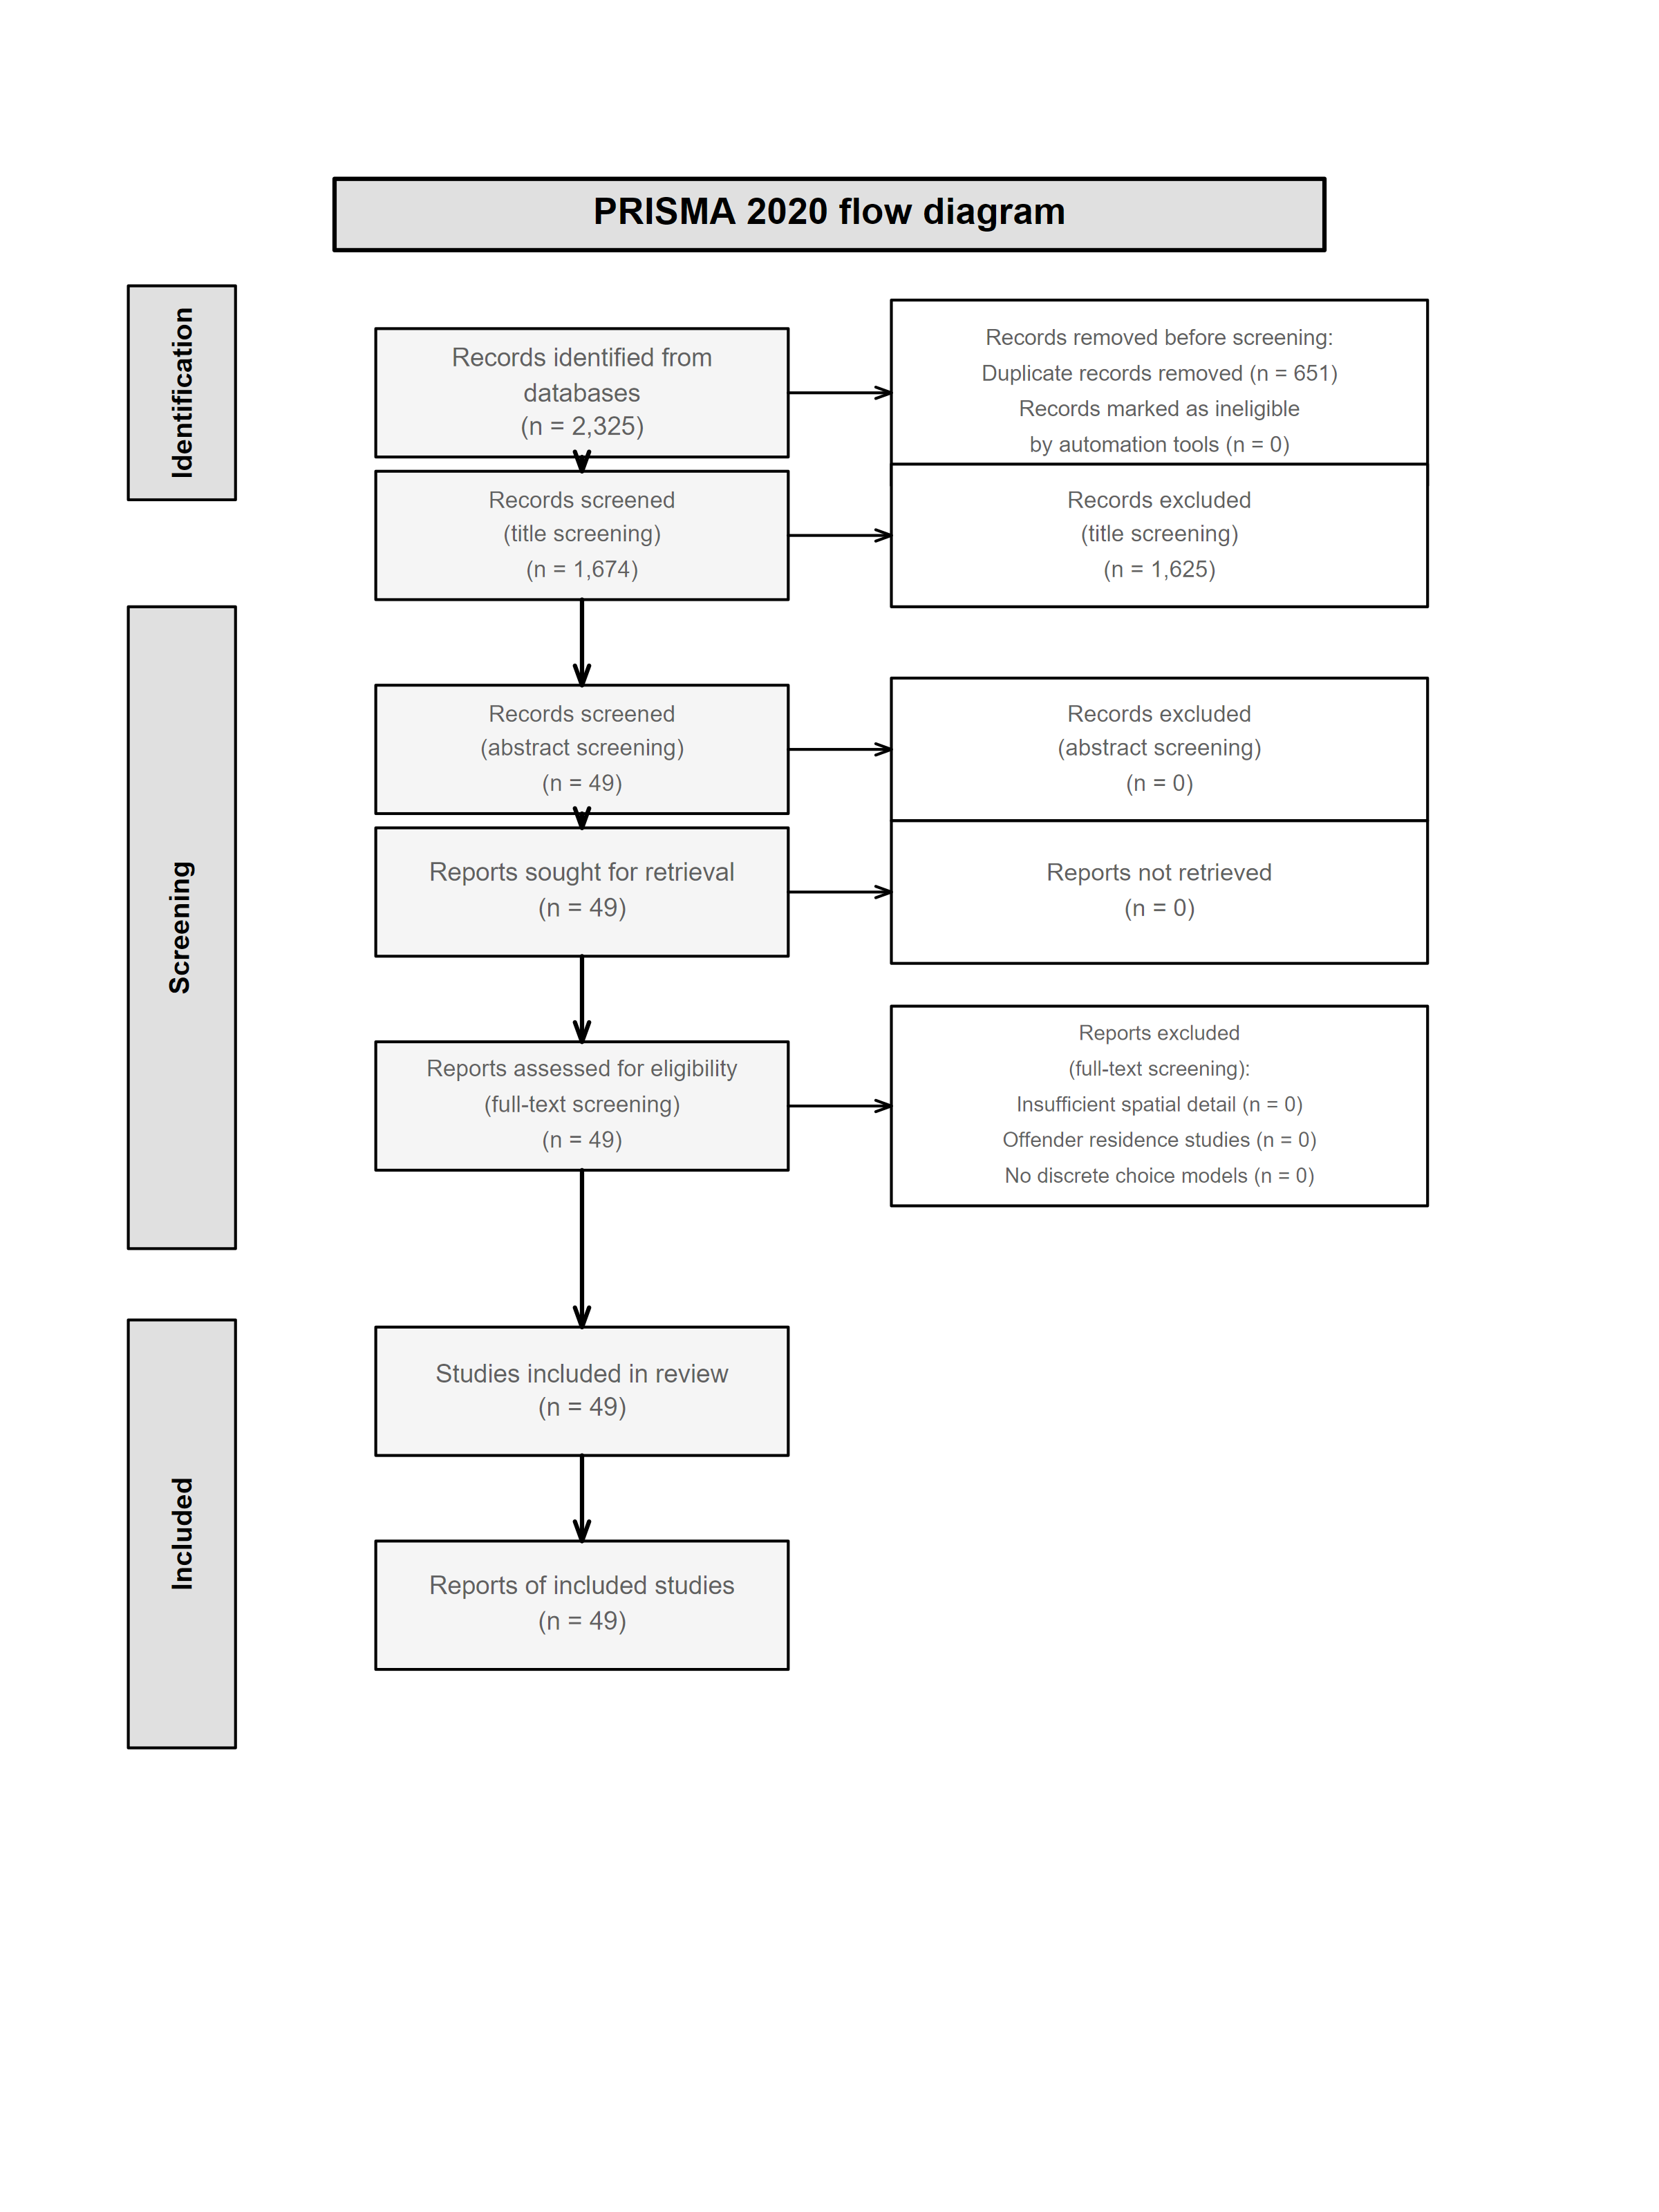 PRISMA 2020 flow diagram
Identification
Records identified from
databases
(n = 2,325)
Records removed before screening:
Duplicate records removed (n = 651)
Records marked as ineligible
by automation tools (n = 0)
Records screened
(title screening)
(n = 1,674)
Records excluded
(title screening)
(n = 1,625)
Screening
Records screened
(abstract screening)
(n = 49)
Records excluded
(abstract screening)
(n = 0)
Reports sought for retrieval
(n = 49)
Reports not retrieved
(n = 0)
Reports assessed for eligibility
(full-text screening)
(n = 49)
Reports excluded
(full-text screening):
Insufficient spatial detail (n = 0)
Offender residence studies (n = 0)
No discrete choice models (n = 0)
Included
Studies included in review
(n = 49)
Reports of included studies
(n = 49)